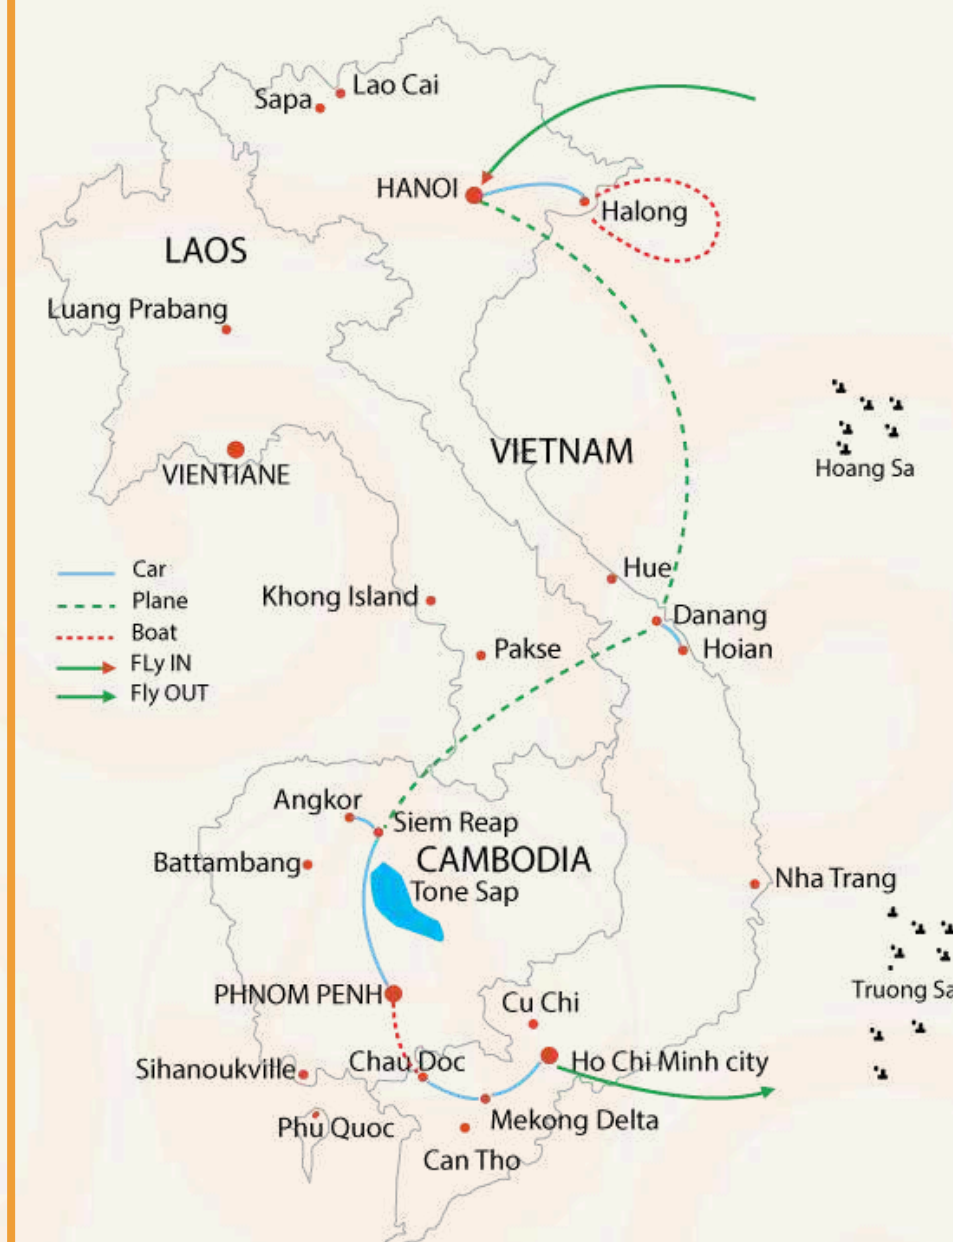 Lao Cai
Sapa
HANOI
Halong
LAOS
Luang Prabang
VIETNAM
Hoang Sa
VIENTIANE
Car
Plane
Boat
FLy IN
Fly OUT
Hue
Khong Island
Danang
Pakse
Hoian
Angkor
Siem Reap
CAMBODIA
Battambang
Tone Sap
Nha Trang
PHNOM PENH
Truong Sa
Cu Chi
Sihanoukville
Chau Doc
Ho Chi Minh city
Phu Quoc
Mekong Delta
Can Tho